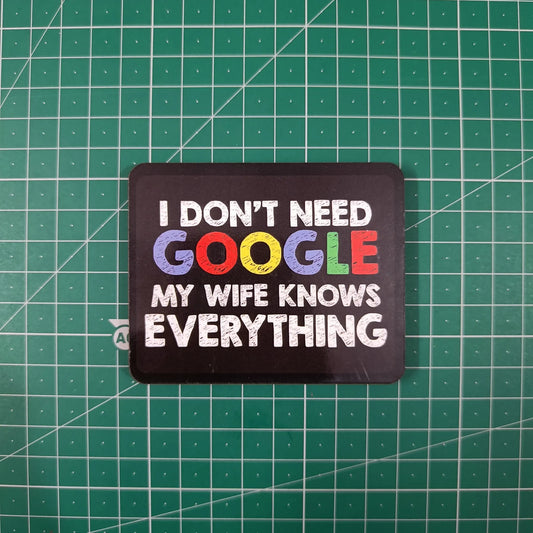 I DON'T NEED
GOOGLE
MY WIFE KNOWS
EVERYTHING